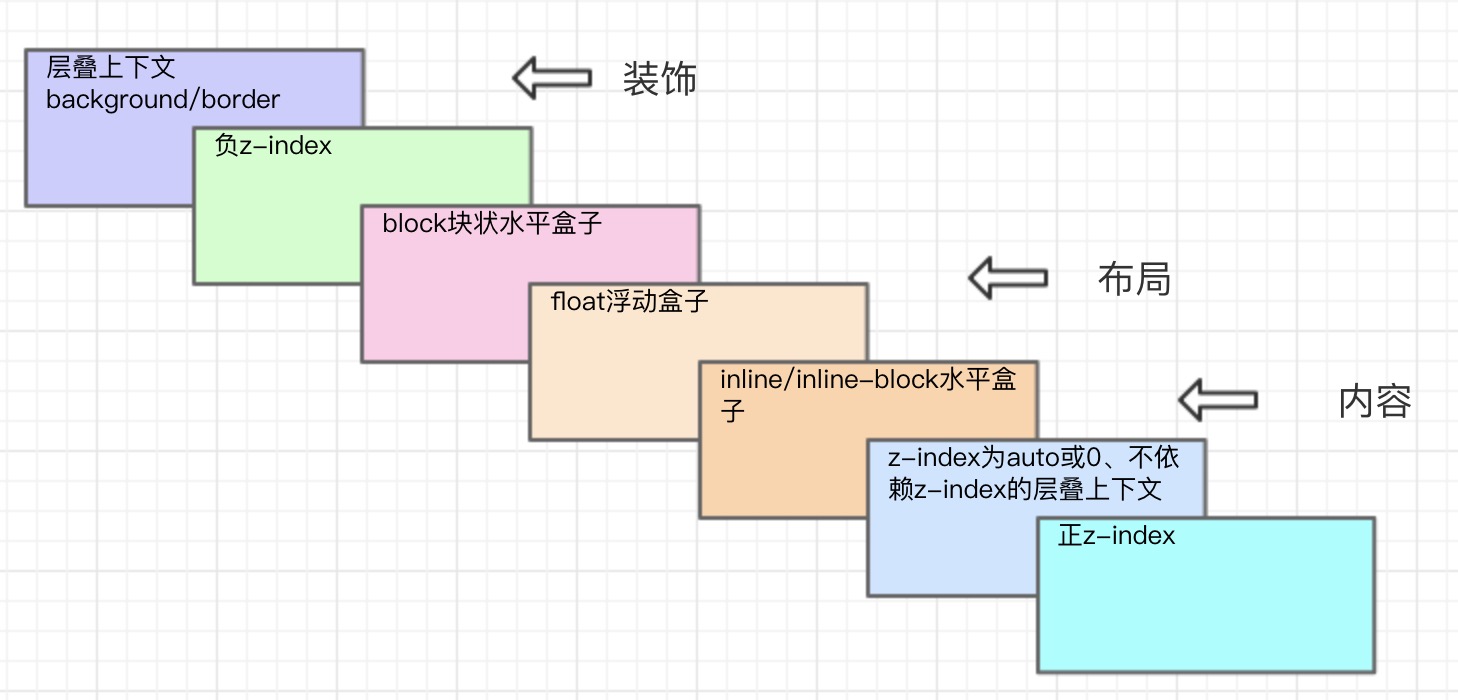 层叠上下文
background/border
装饰
负z-index
block块状水平盒子
布局
float浮动盒子
inline/inline-block水平盒
子
内容
z-index为auto或0、不依
赖z-index的层叠上下文
正z-index